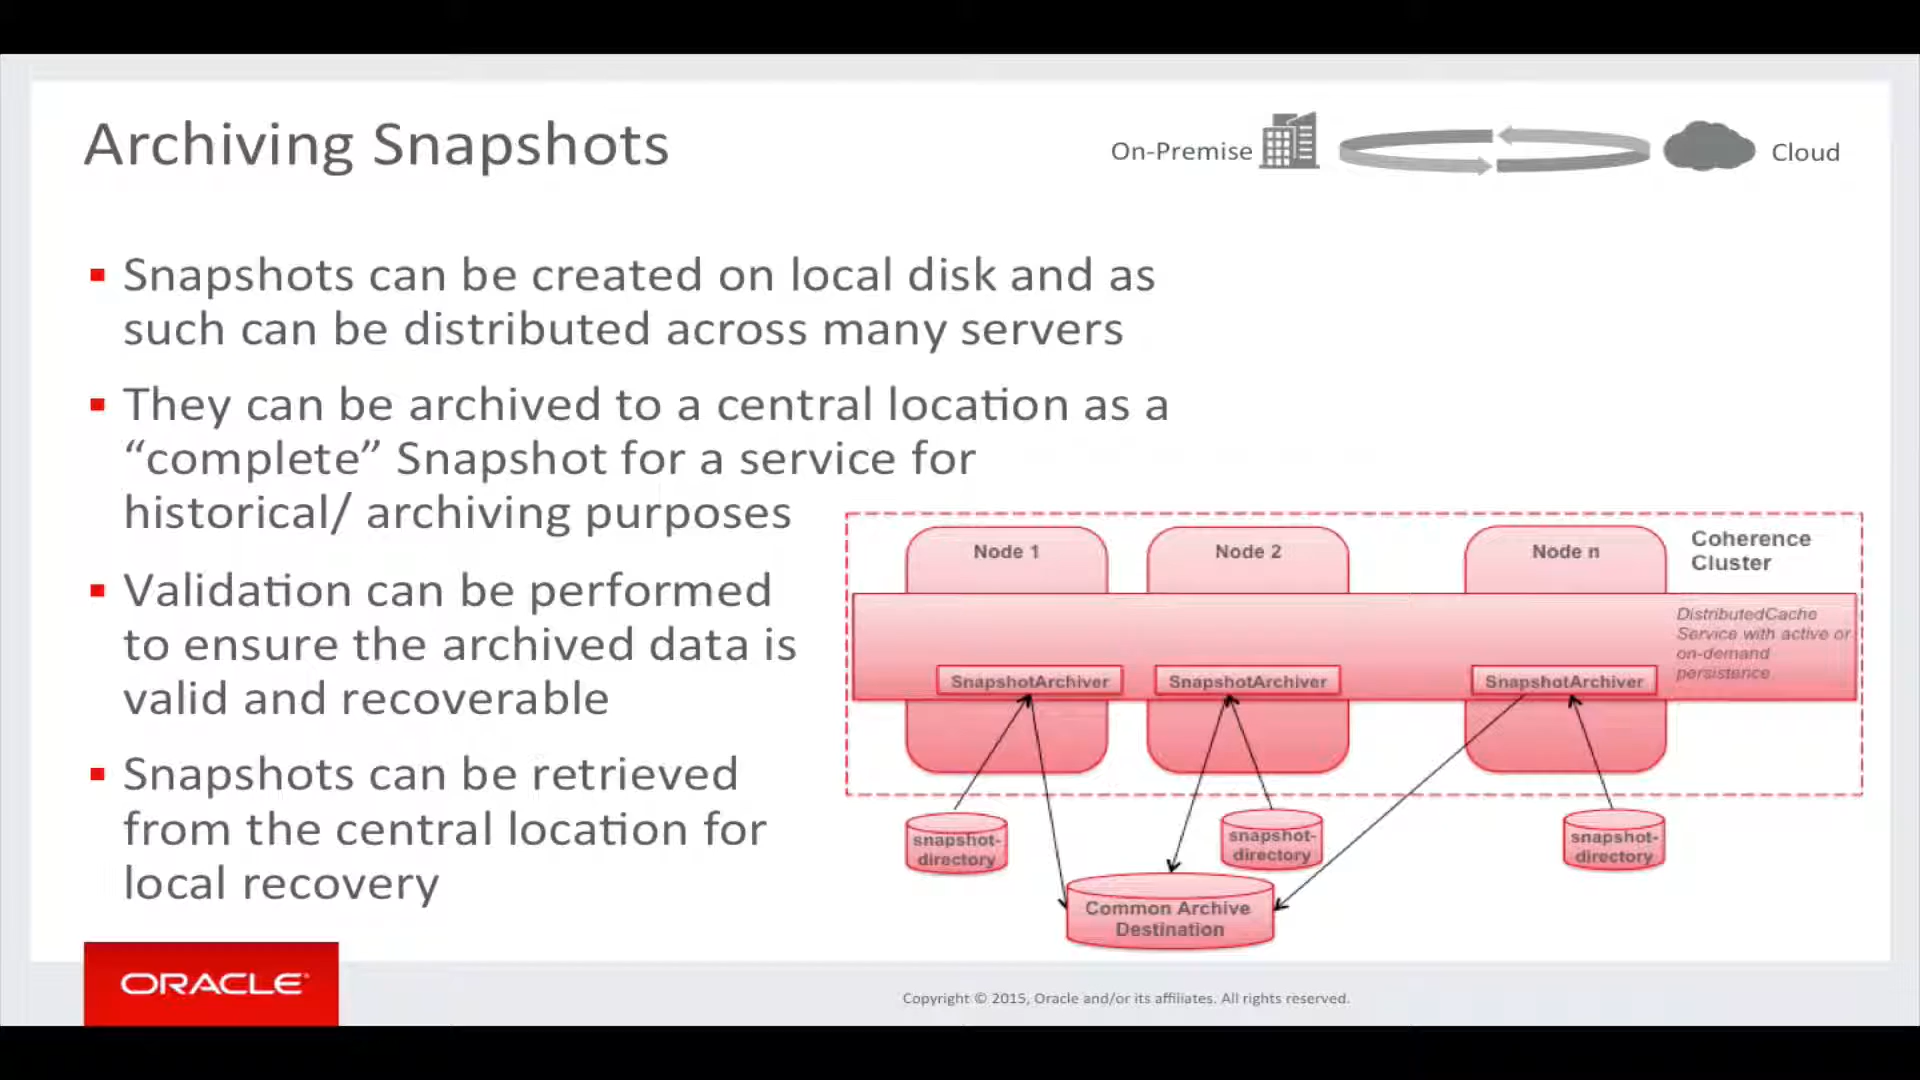 Archiving Snapshots
On-Premise
Cloud
Snapshots can be created on local disk and as
such can be distributed across many servers
They can be archived to a central location as a
“complete” Snapshot for a service for
historical/ archiving purposes
Validation can be performed
to ensure the archived data is
valid and recoverable
Snapshots can be retrieved
from the central location for
local recovery
Node 1
Node 2
Node n
Coherence
Cluster
DistributedCache
Service with active or
on-demand
persistence
SnapshotArchiver
SnapshotArchiver
SnapshotArchiver
snapshot-
directory
snapshot-
directory
snapshot-
directory
Common Archive
Destination
ORACLE
Copyright © 2015, Oracle and/or its affiliates. All rights reserved.